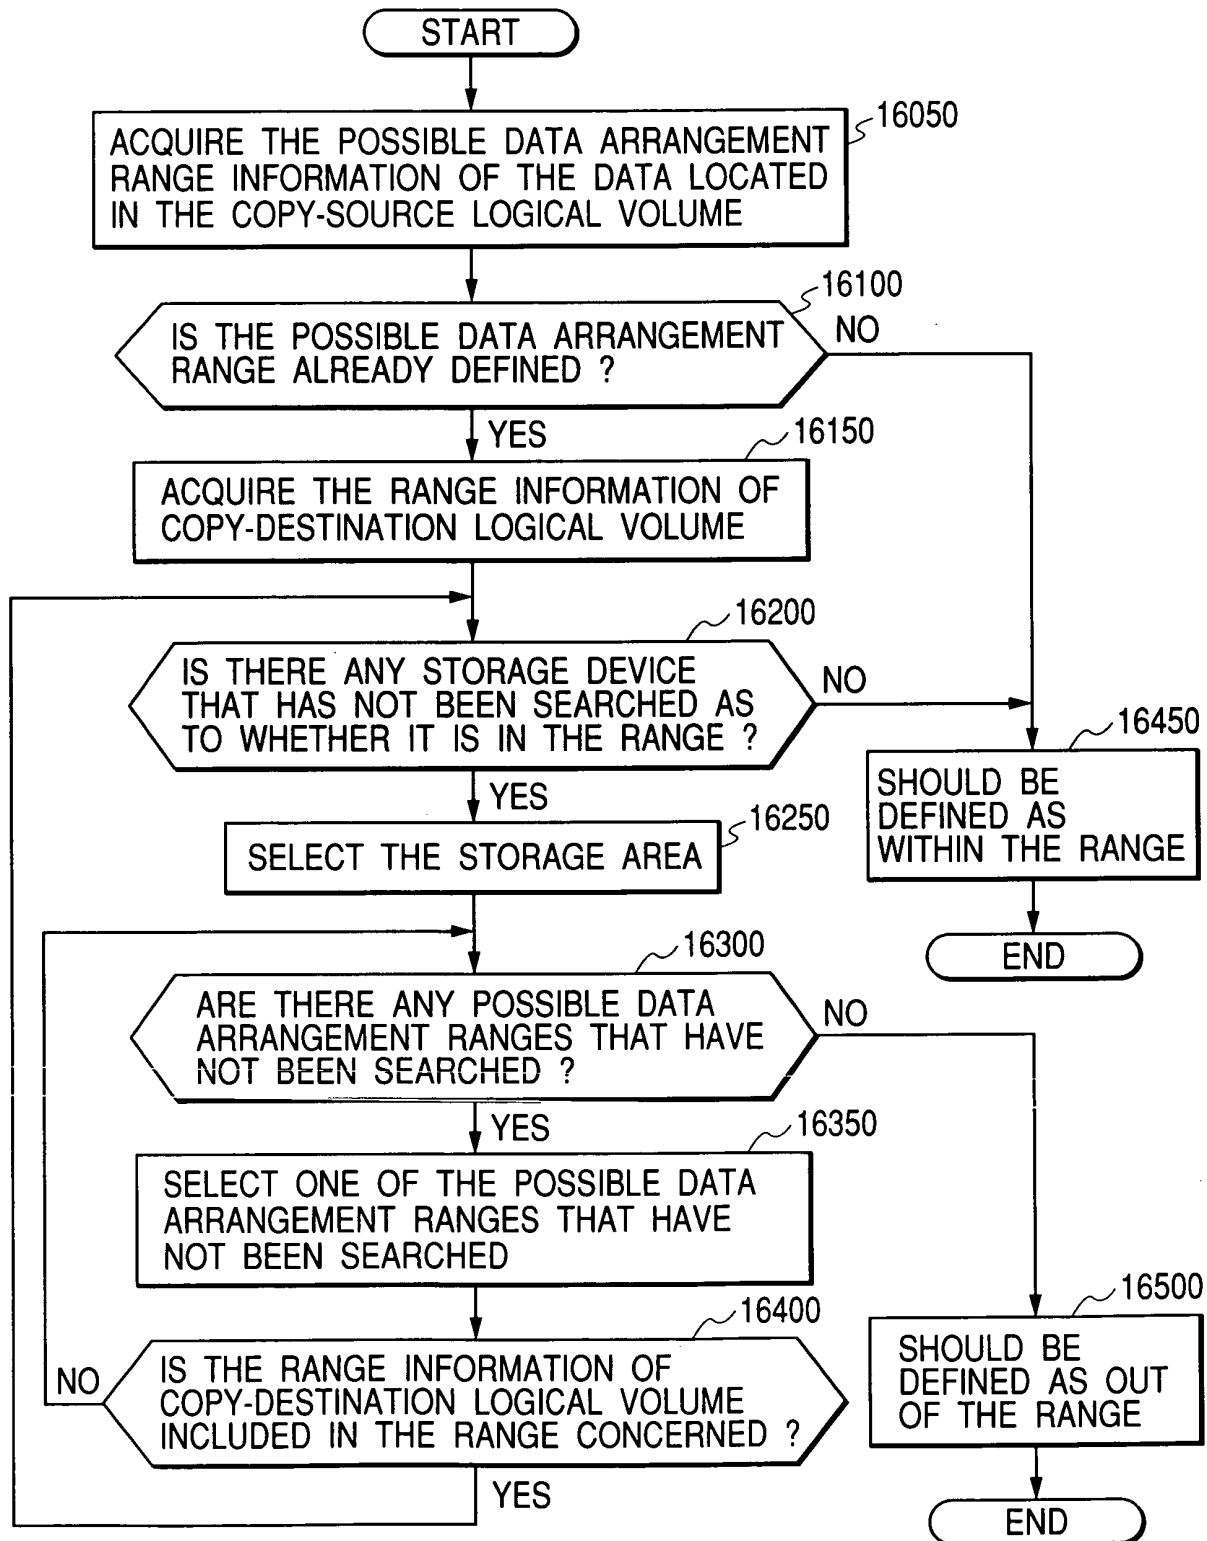 START
16050
ACQUIRE THE POSSIBLE DATA ARRANGEMENT
RANGE INFORMATION OF THE DATA LOCATED
IN THE COPY-SOURCE LOGICAL VOLUME
16100
IS THE POSSIBLE DATA ARRANGEMENT
RANGE ALREADY DEFINED ?
NO
YES
16150
ACQUIRE THE RANGE INFORMATION OF
COPY-DESTINATION LOGICAL VOLUME
16200
IS THERE ANY STORAGE DEVICE
THAT HAS NOT BEEN SEARCHED AS
TO WHETHER IT IS IN THE RANGE ?
NO
YES
16450
SHOULD BE
DEFINED AS
WITHIN THE RANGE
END
16250
SELECT THE STORAGE AREA
16300
ARE THERE ANY POSSIBLE DATA
ARRANGEMENT RANGES THAT HAVE
NOT BEEN SEARCHED ?
NO
YES
16350
SELECT ONE OF THE POSSIBLE DATA
ARRANGEMENT RANGES THAT HAVE
NOT BEEN SEARCHED
16400
IS THE RANGE INFORMATION OF
COPY-DESTINATION LOGICAL VOLUME
INCLUDED IN THE RANGE CONCERNED ?
NO
YES
16500
SHOULD BE
DEFINED AS OUT
OF THE RANGE
END